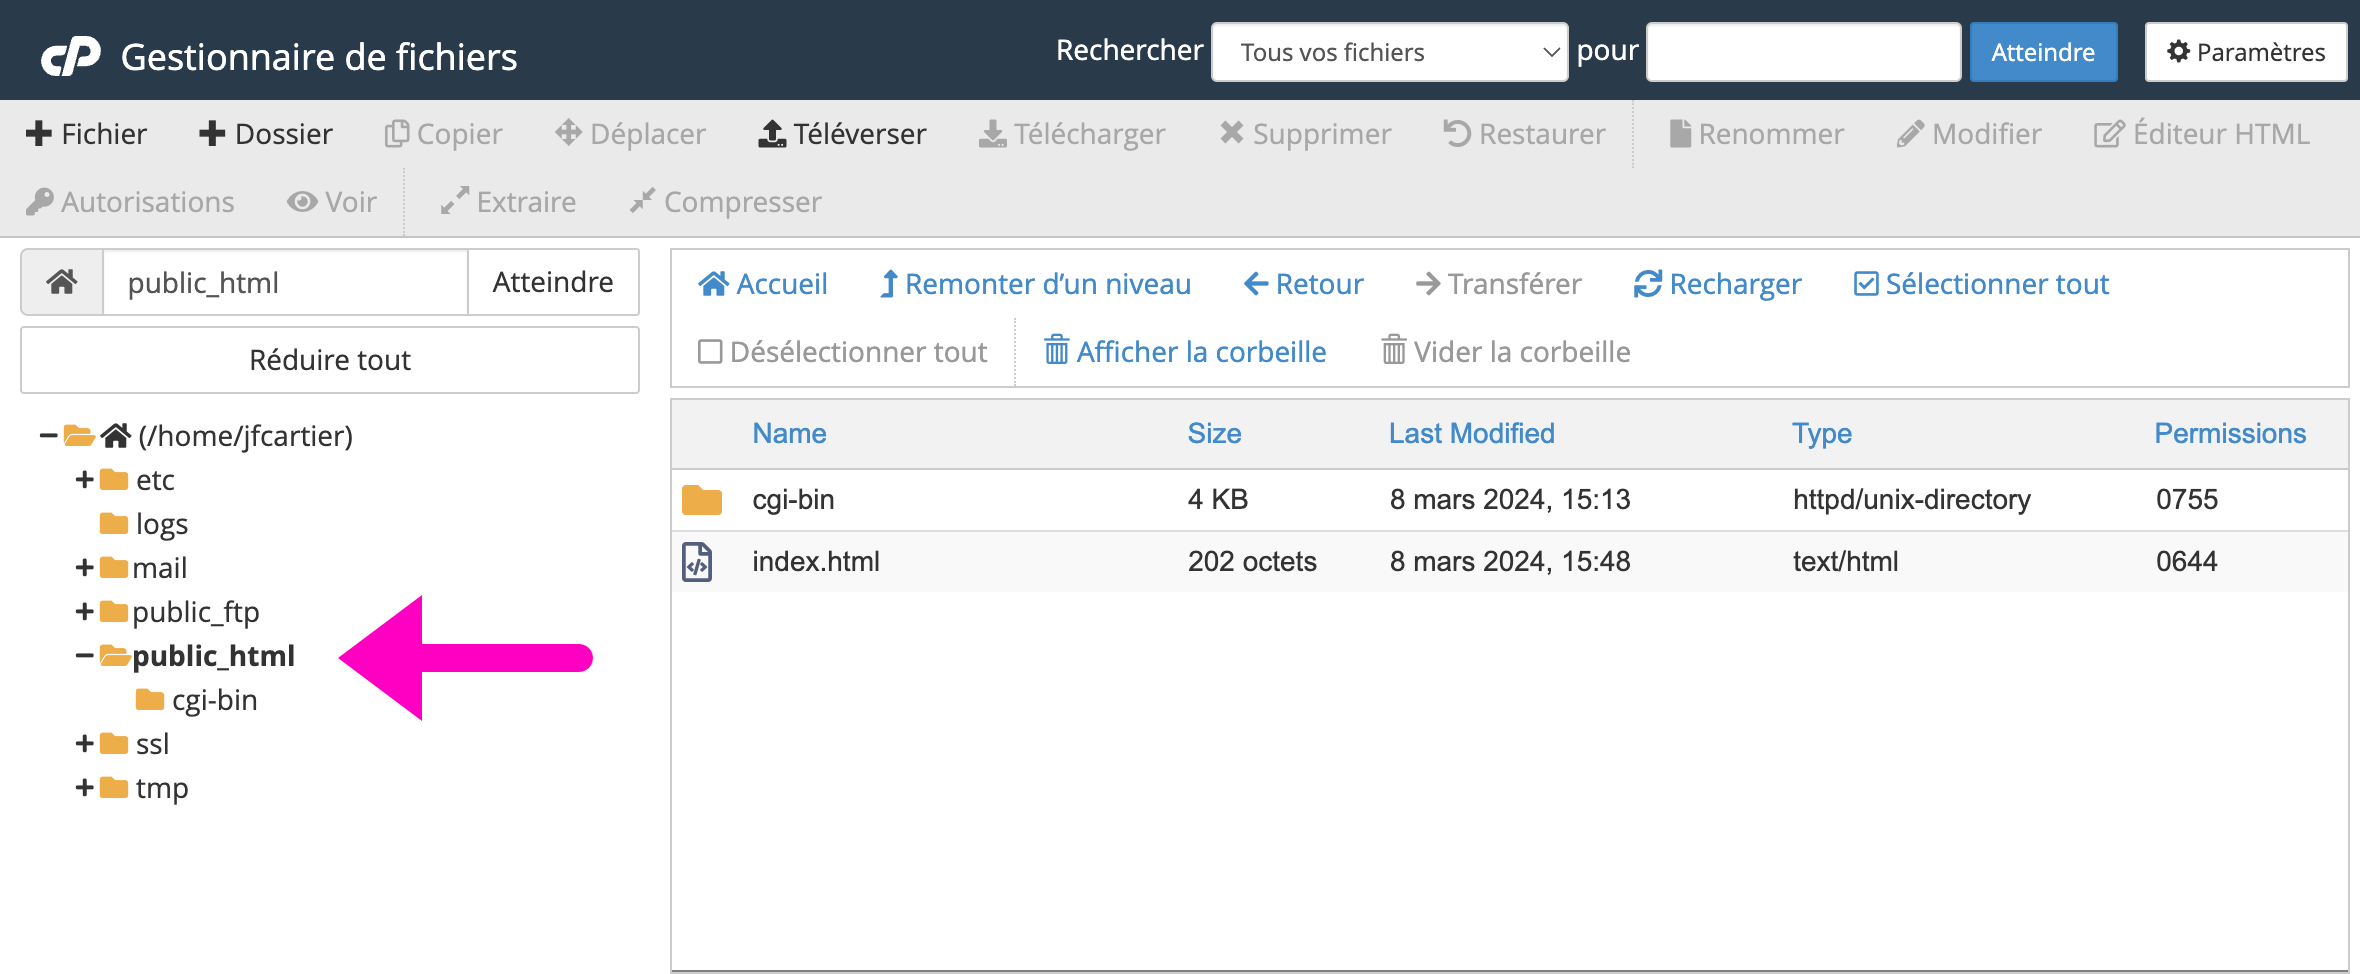 cP Gestionnaire de fichiers Rechercher Tous vos fichiers pour Atteindre Paramètres
Fichier Dossier Copier Déplacer Téléverser Télécharger Supprimer Restaurer Renommer Modifier Éditeur HTML
Autorisations Voir Extraire Compresser
public_html Atteindre
Réduire tout
(/home/jfcartier)
etc
logs
mail
public_ftp
public_html
cgi-bin
ssl
tmp
Accueil Remonter d’un niveau Retour Transférer Recharger Sélectionner tout
Désélectionner tout Afficher la corbeille Vider la corbeille
Name Size Last Modified Type Permissions
cgi-bin 4 KB 8 mars 2024, 15:13 httpd/unix-directory 0755
index.html 202 octets 8 mars 2024, 15:48 text/html 0644